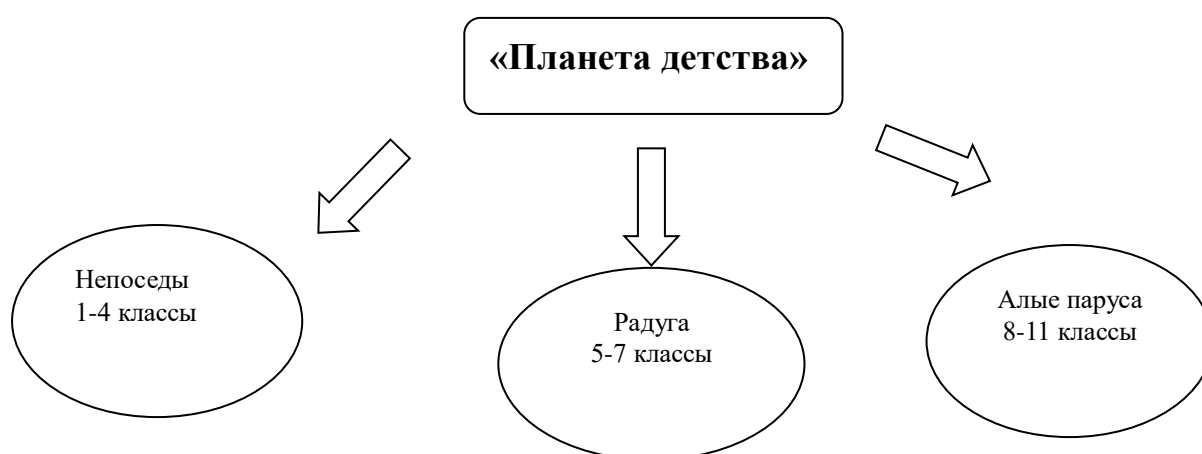 «Планета детства»
Непоседы
1-4 классы
Радуга
5-7 классы
Алые паруса
8-11 классы